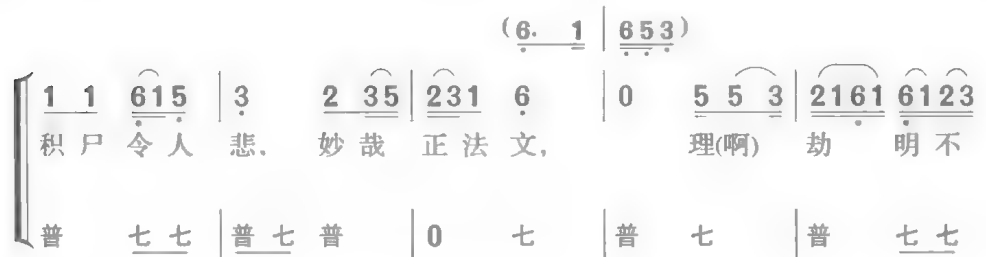 (6. 1 | 653)
1 1 615 | 3 2 35 | 231 6 | 0 5 5 3 | 2161 6123
积 尸 令 人 悲. 妙 哉 正 法 文, 理(啊) 劫 明 不
普 七 七 | 普 七 普 | 0 七 | 普 七 | 普 七 七